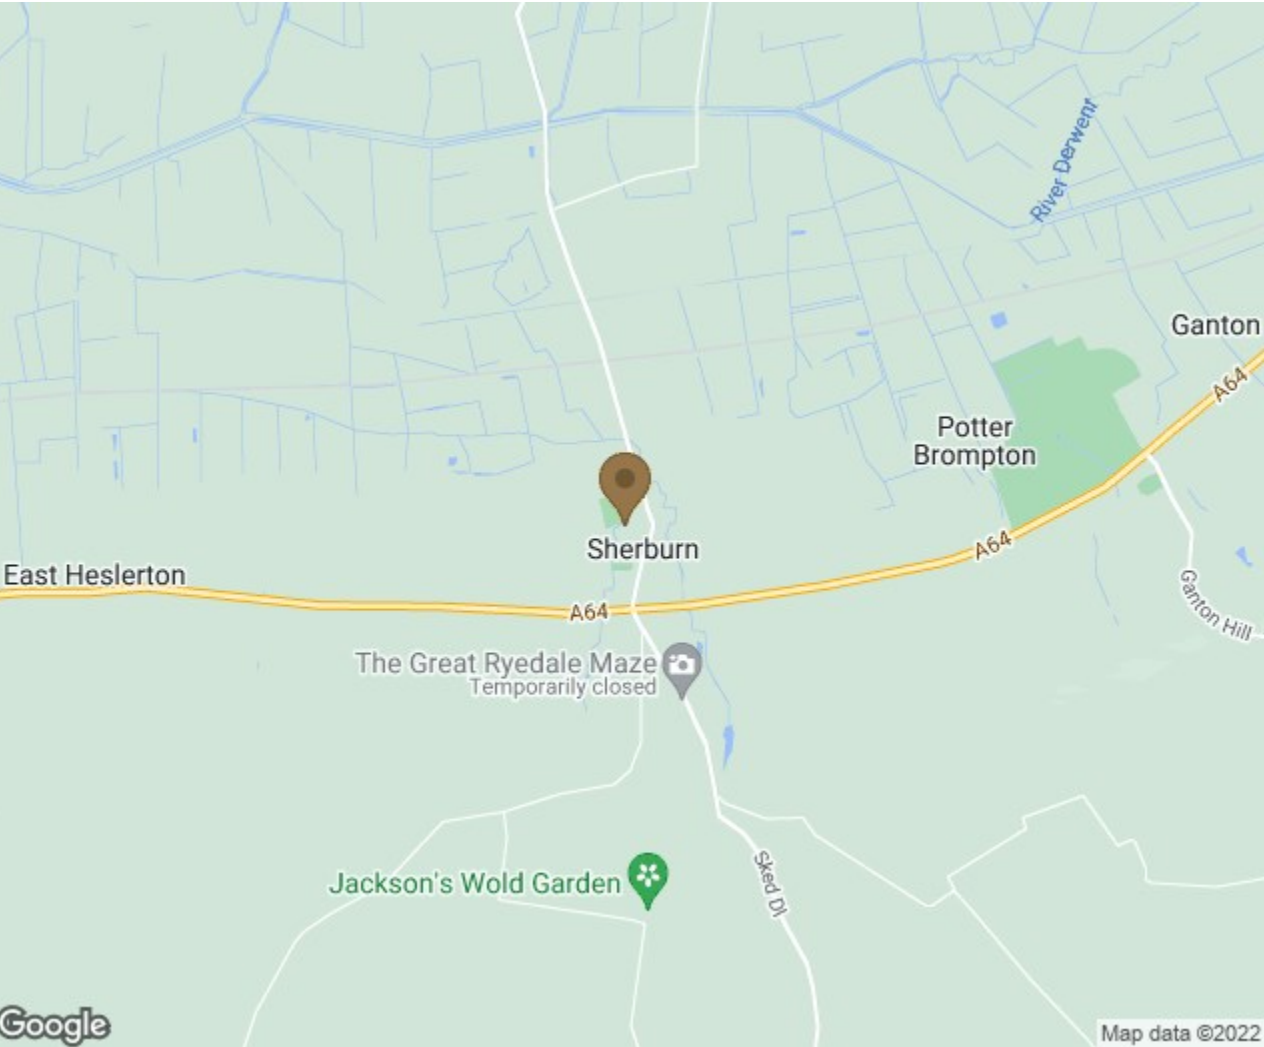 River Derwent
Ganton
A64
Potter
Brompton
A64
Sherburn
East Heslerton
A64
Ganton Hill
The Great Ryedale Maze
Temporarily closed
Jackson's Wold Garden
Sked Dl
Google
Map data ©2022